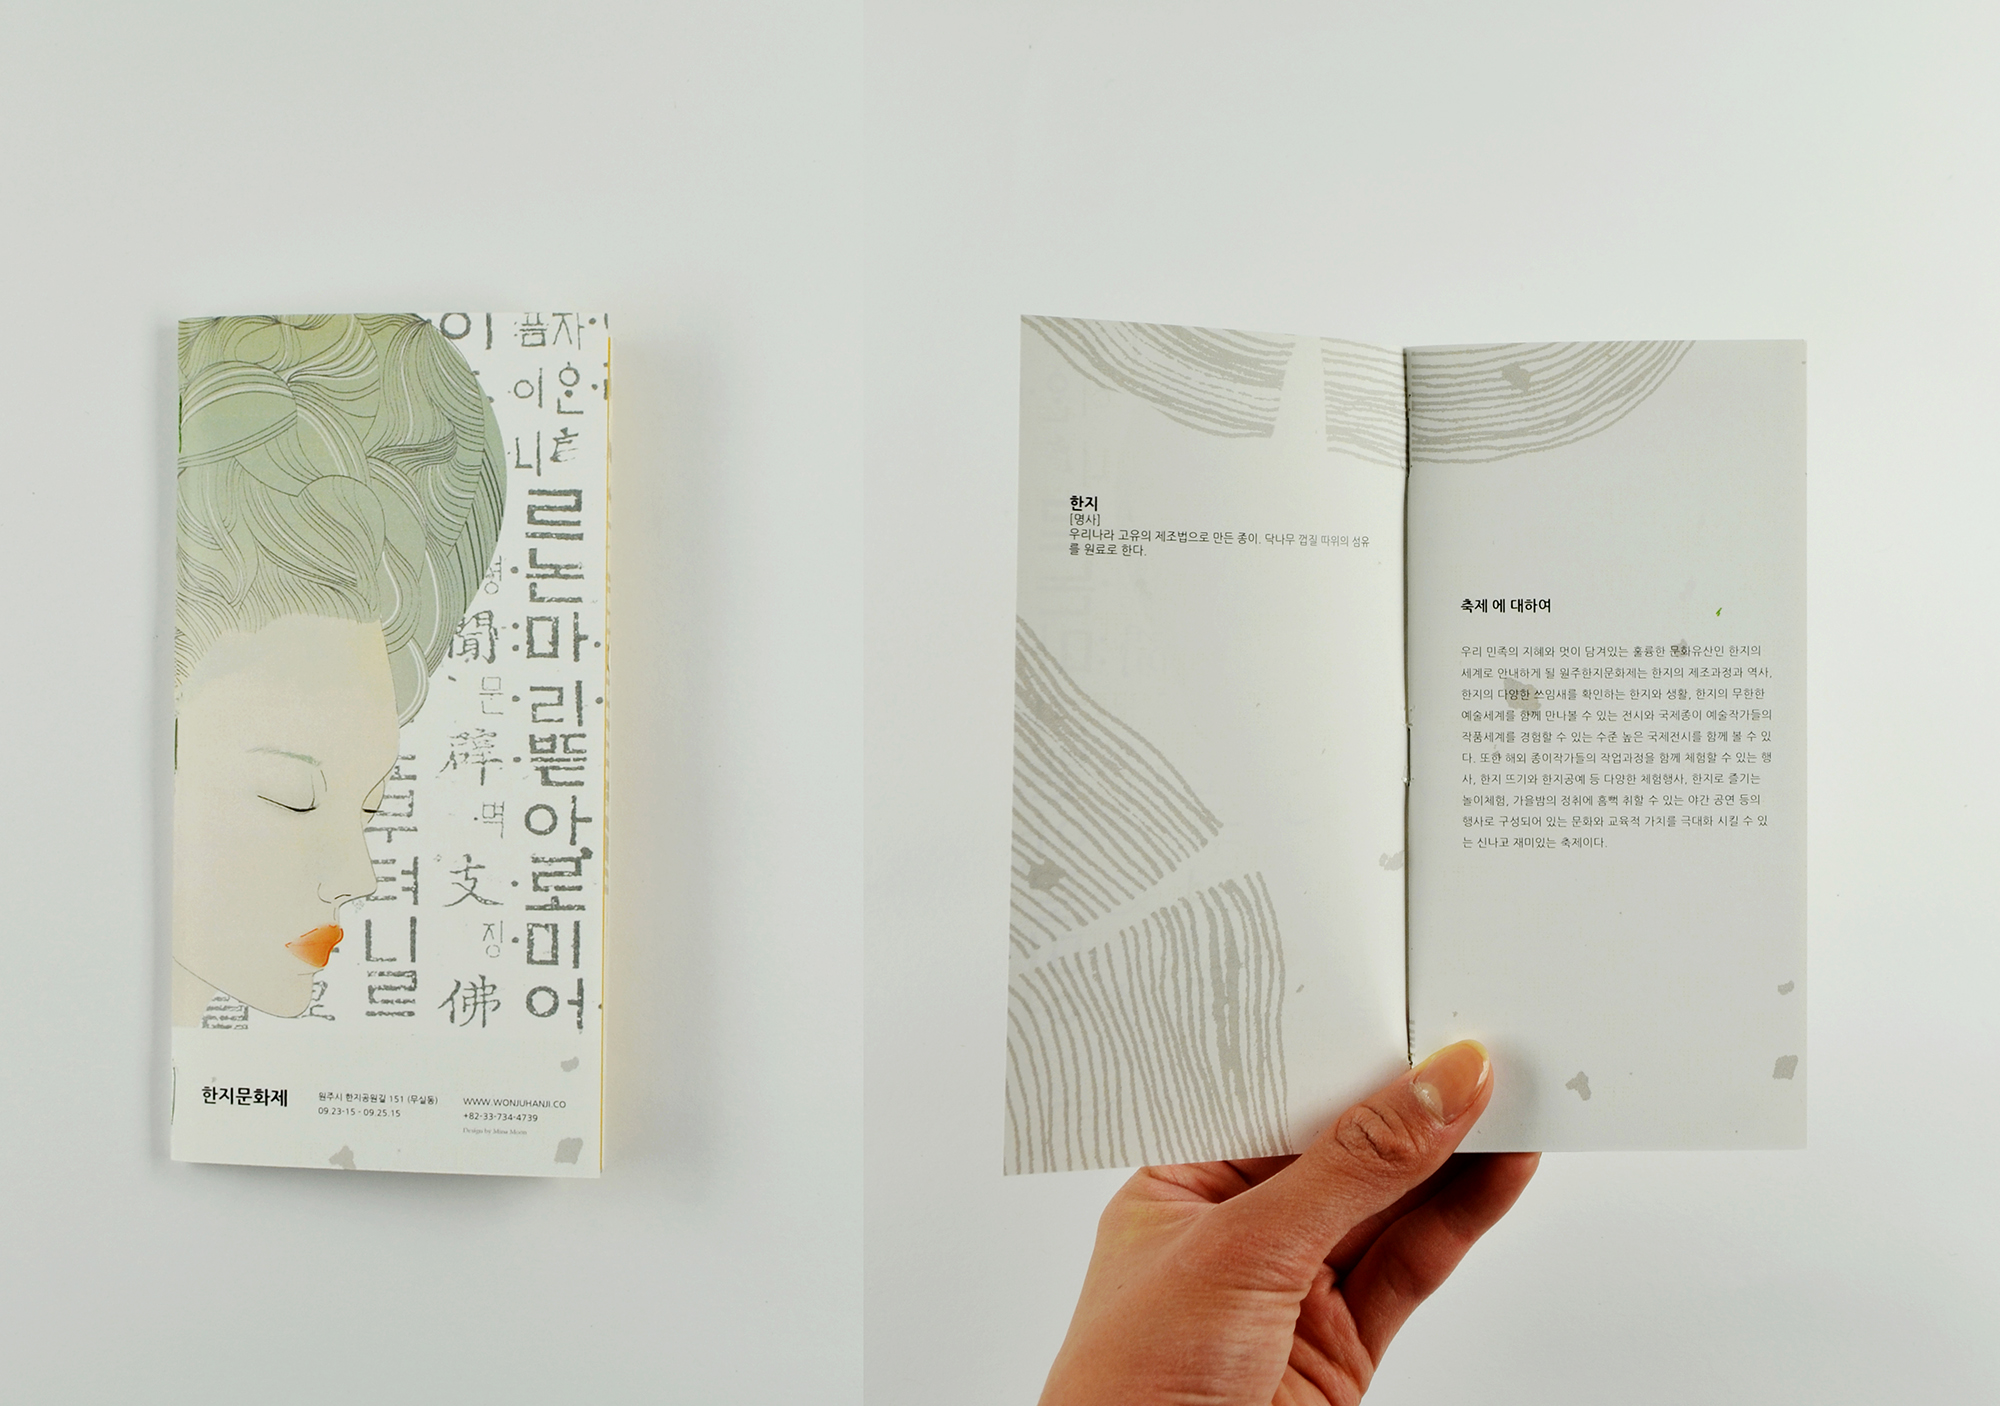 이
픔자
이
니
르
는
마
리
아
미
어
聞
문
벽
支
징
佛
니
한지문화제
원주시 한지공원길 151 (무실동)
09.23-15 - 09.25.15
WWW.WONJUHANJI.CO
+82-33-734-4739
Design by Mina Moon
한지
[명사]
우리나라 고유의 제조법으로 만든 종이. 닥나무 껍질 따위의 섬유
를 원료로 한다.
축제 에 대하여
우리 민족의 지혜와 멋이 담겨있는 훌륭한 문화유산인 한지의
세계로 안내하게 될 원주한지문화제는 한지의 제조과정과 역사,
한지의 다양한 쓰임새를 확인하는 한지와 생활, 한지의 무한한
예술세계를 함께 만나볼 수 있는 전시와 국제종이 예술작가들의
작품세계를 경험할 수 있는 수준 높은 국제전시를 함께 볼 수 있
다. 또한 해외 종이작가들의 작업과정을 함께 체험할 수 있는 행
사, 한지 뜨기와 한지공예 등 다양한 체험행사, 한지로 즐기는
놀이체험, 가을밤의 정취에 흠뻑 취할 수 있는 야간 공연 등의
행사로 구성되어 있는 문화와 교육적 가치를 극대화 시킬 수 있
는 신나고 재미있는 축제이다.